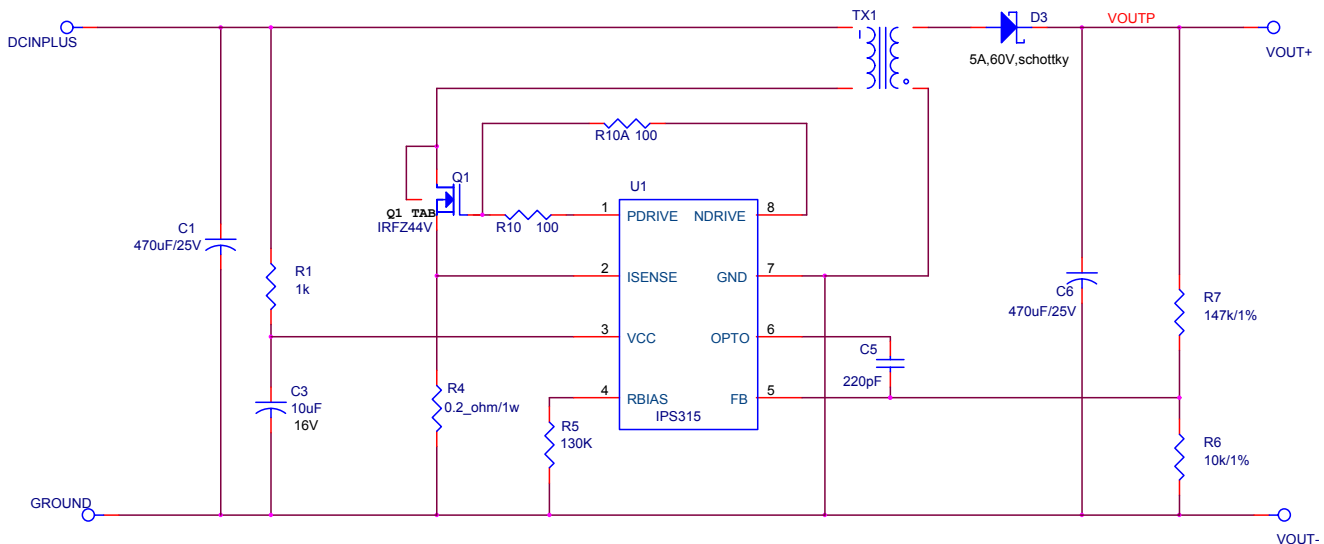 TX1
D3
VOUTP
DCINPLUS
VOUT+
5A,60V,schottky
R10A 100
Q1
U1
Q1 TAB
IRFZ44V
R10 100
1 PDRIVE NDRIVE 8
C1
470uF/25V
R1
1k
2 ISENSE GND 7
C6
470uF/25V
R7
147k/1%
3 VCC OPTO 6
C5
220pF
C3
10uF
16V
R4
0.2_ohm/1w
4 RBIAS FB 5
IPS315
R5
130K
R6
10k/1%
GROUND
VOUT-